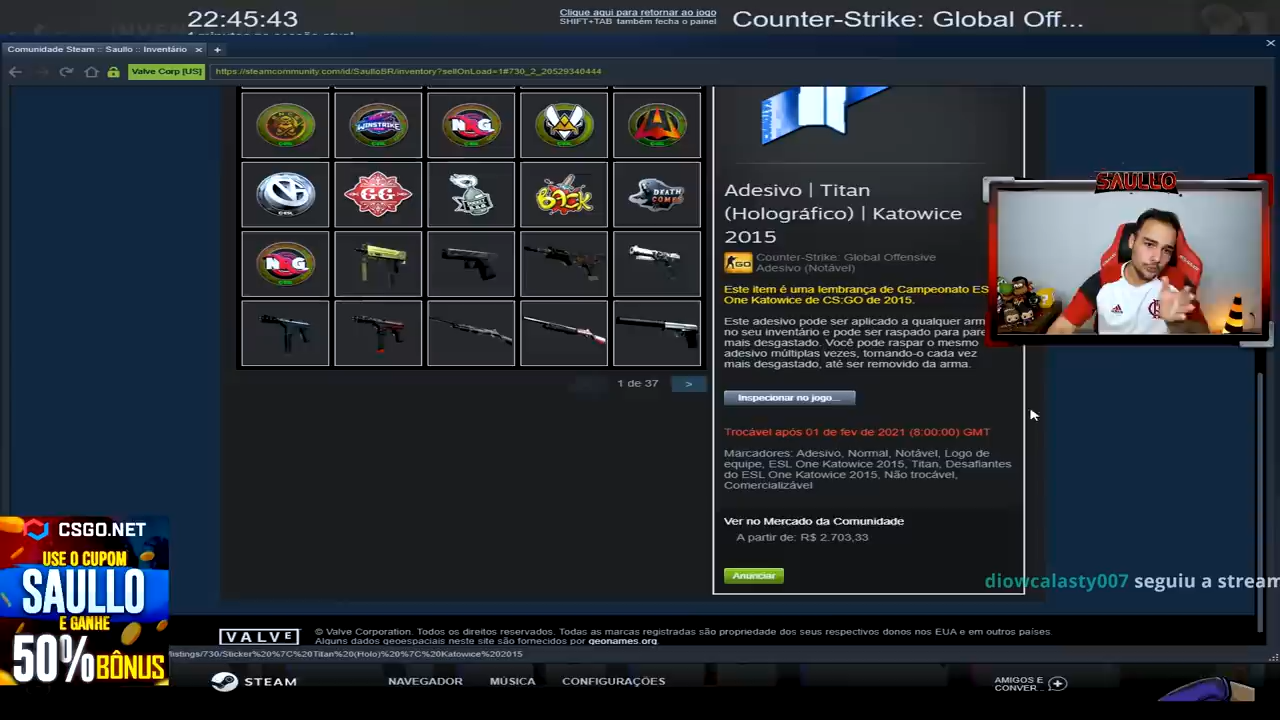 22:45:43
Clique aqui para retornar ao jogo
SHIFT+TAB também fecha o painel
Counter-Strike: Global Off...
Comunidade Steam :: Saullo :: Inventário
Valve Corp [US]
https://steamcommunity.com/id/SaulloBR/inventory?sellOnLoad=1#730_2_20529340444
WINSTRIKE
GG
BOCK
DEATH
COMES
1 de 37
>
Adesivo | Titan
(Holográfico) | Katowice
2015
GO
Counter-Strike: Global Offensive
Adesivo (Notável)
Este item é uma lembrança de Campeonato ES
One Katowice de CS:GO de 2015.
Este adesivo pode ser aplicado a qualquer arm
no seu inventário e pode ser raspado para pare
mais desgastado. Você pode raspar o mesmo
adesivo múltiplas vezes, tornando-o cada vez
mais desgastado, até ser removido da arma.
Inspecionar no jogo...
Trocável após 01 de fev de 2021 (8:00:00) GMT
Marcadores: Adesivo, Normal, Notável, Logo de
equipe, ESL One Katowice 2015, Titan, Desafiantes
do ESL One Katowice 2015, Não trocável,
Comercializável
Ver no Mercado da Comunidade
A partir de: R$ 2.703,33
Anunciar
SAULLO
diowcalasty007 seguiu a stream
CSGO.NET
USE O CUPOM
SAULLO
E GANHE
50% BÔNUS
VALVE
© Valve Corporation. Todos os direitos reservados. Todas as marcas registradas são propriedade dos seus respectivos donos nos EUA e em outros países.
Alguns dados geoespaciais neste site são fornecidos por geonames.org.
listings/730/Sticker%20%7C%20Titan%20(Holo)%20%7C%20Katowice%202015
STEAM
NAVEGADOR
MÚSICA
CONFIGURAÇÕES
AMIGOS E
CONVER...